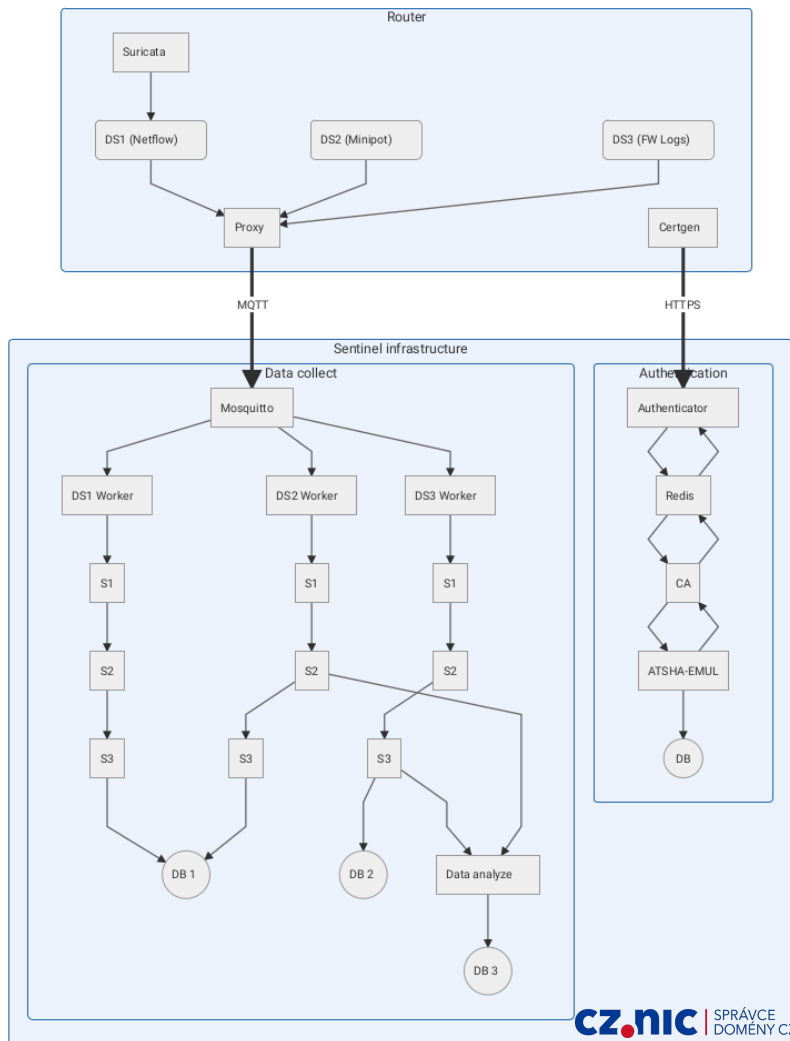 Router
Suricata
DS1 (Netflow)
DS2 (Minipot)
DS3 (FW Logs)
Proxy
Certgen
MQTT
HTTPS
Sentinel infrastructure
Data collect
Authentication
Mosquitto
Authenticator
DS1 Worker
DS2 Worker
DS3 Worker
Redis
S1
S1
S1
CA
S2
S2
S2
ATSHA-EMUL
S3
S3
S3
DB
DB 1
DB 2
Data analyze
DB 3
cz.nic
SPRÁVCE
DOMÉNY CZ